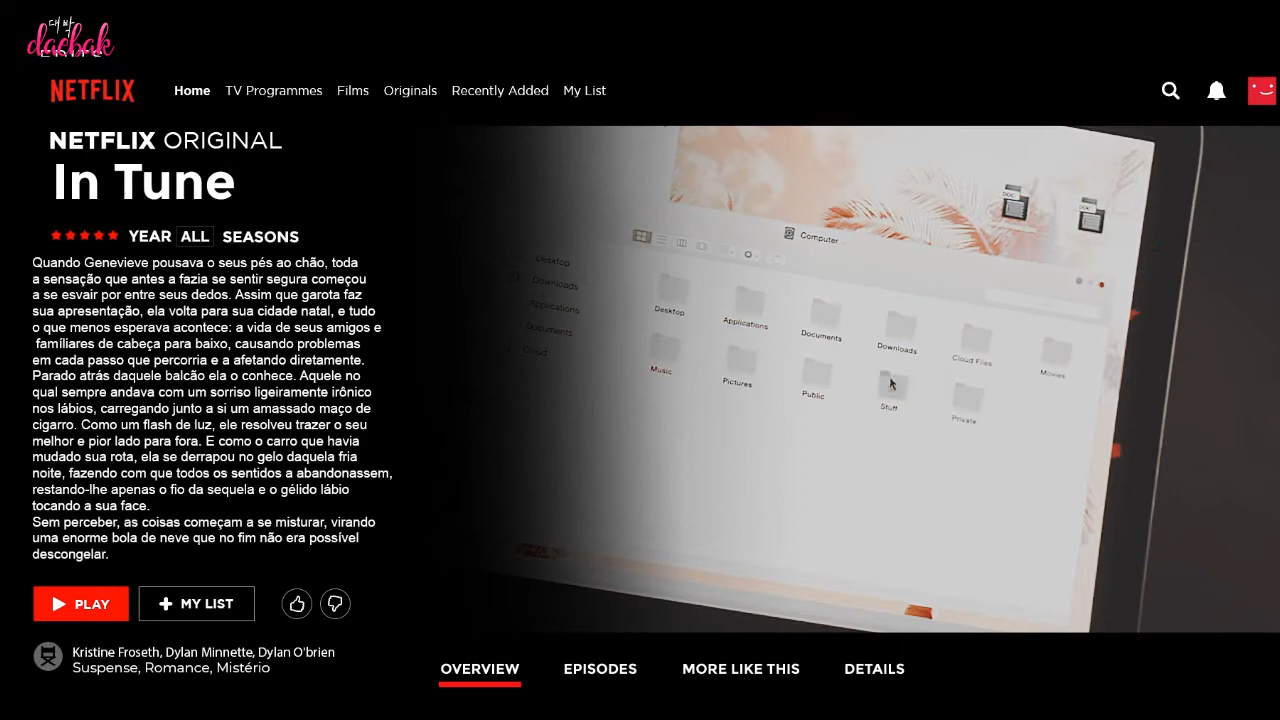 대박
daebak
NETFLIX
Home TV Programmes Films Originals Recently Added My List
NETFLIX ORIGINAL
In Tune
YEAR ALL SEASONS
Quando Genevieve pousava o seus pés ao chão, toda
a sensação que antes a fazia se sentir segura começou
a se esvair por entre seus dedos. Assim que garota faz
sua apresentação, ela volta para sua cidade natal, e tudo
o que menos esperava acontece: a vida de seus amigos e
famíliares de cabeça para baixo, causando problemas
em cada passo que percorria e a afetando diretamente.
Parado atrás daquele balcão ela o conhece. Aquele no
qual sempre andava com um sorriso ligeiramente irônico
nos lábios, carregando junto a si um amassado maço de
cigarro. Como um flash de luz, ele resolveu trazer o seu
melhor e pior lado para fora. E como o carro que havia
mudado sua rota, ela se derrapou no gelo daquela fria
noite, fazendo com que todos os sentidos a abandonassem,
restando-lhe apenas o fio da sequela e o gélido lábio
tocando a sua face.
Sem perceber, as coisas começam a se misturar, virando
uma enorme bola de neve que no fim não era possível
descongelar.
PLAY MY LIST
Kristine Froseth, Dylan Minnette, Dylan O'brien
Suspense, Romance, Mistério
DOC DOC
Computer
Desktop
Downloads
Applications
Documents
Cloud
Desktop Applications Documents Downloads Cloud Files Movies
Music Pictures Public Stuff Private
OVERVIEW EPISODES MORE LIKE THIS DETAILS